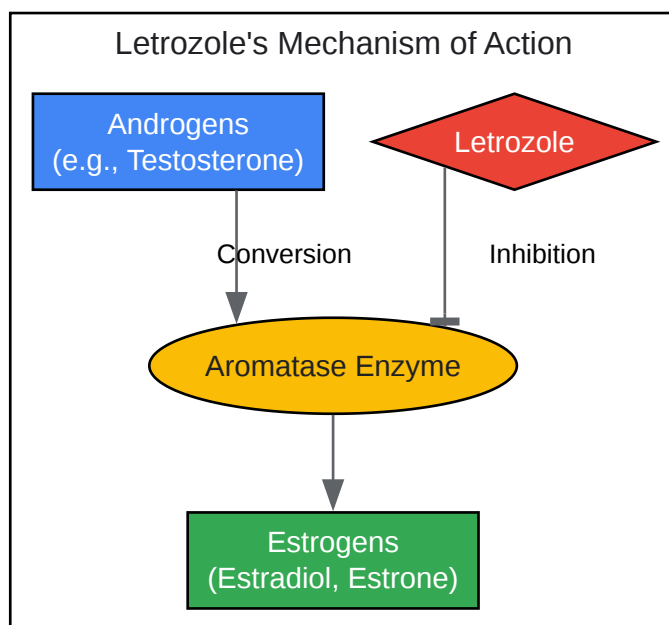 Letrozole's Mechanism of Action
Androgens
(e.g., Testosterone)
Letrozole
Conversion
Inhibition
Aromatase Enzyme
Estrogens
(Estradiol, Estrone)